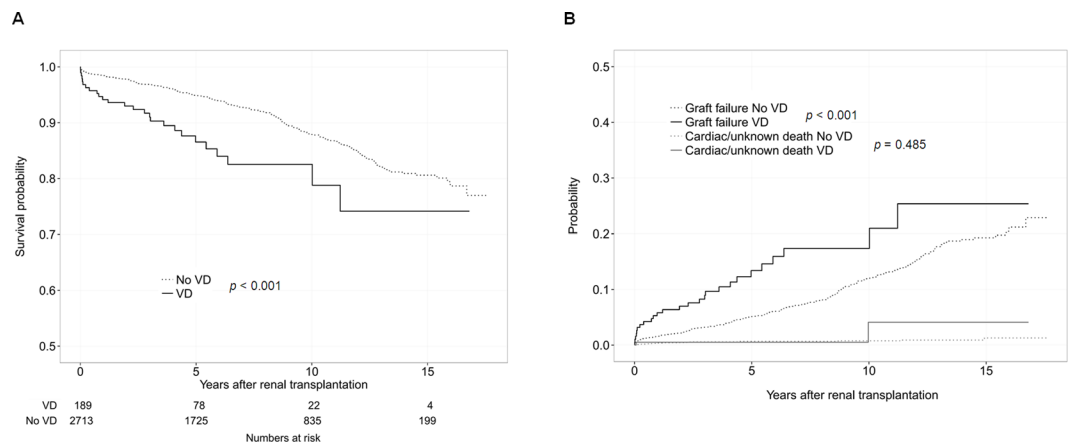 A
1.0
0.9
0.8
0.7
0.6
0.5
Survival probability
No VD
VD
p < 0.001
0 5 10 15
Years after renal transplantation
VD 189 78 22 4
No VD 2713 1725 835 199
Numbers at risk
B
0.5
0.4
0.3
0.2
0.1
0.0
Probability
Graft failure No VD
Graft failure VD
p < 0.001
Cardiac/unknown death No VD
Cardiac/unknown death VD
p = 0.485
0 5 10 15
Years after renal transplantation